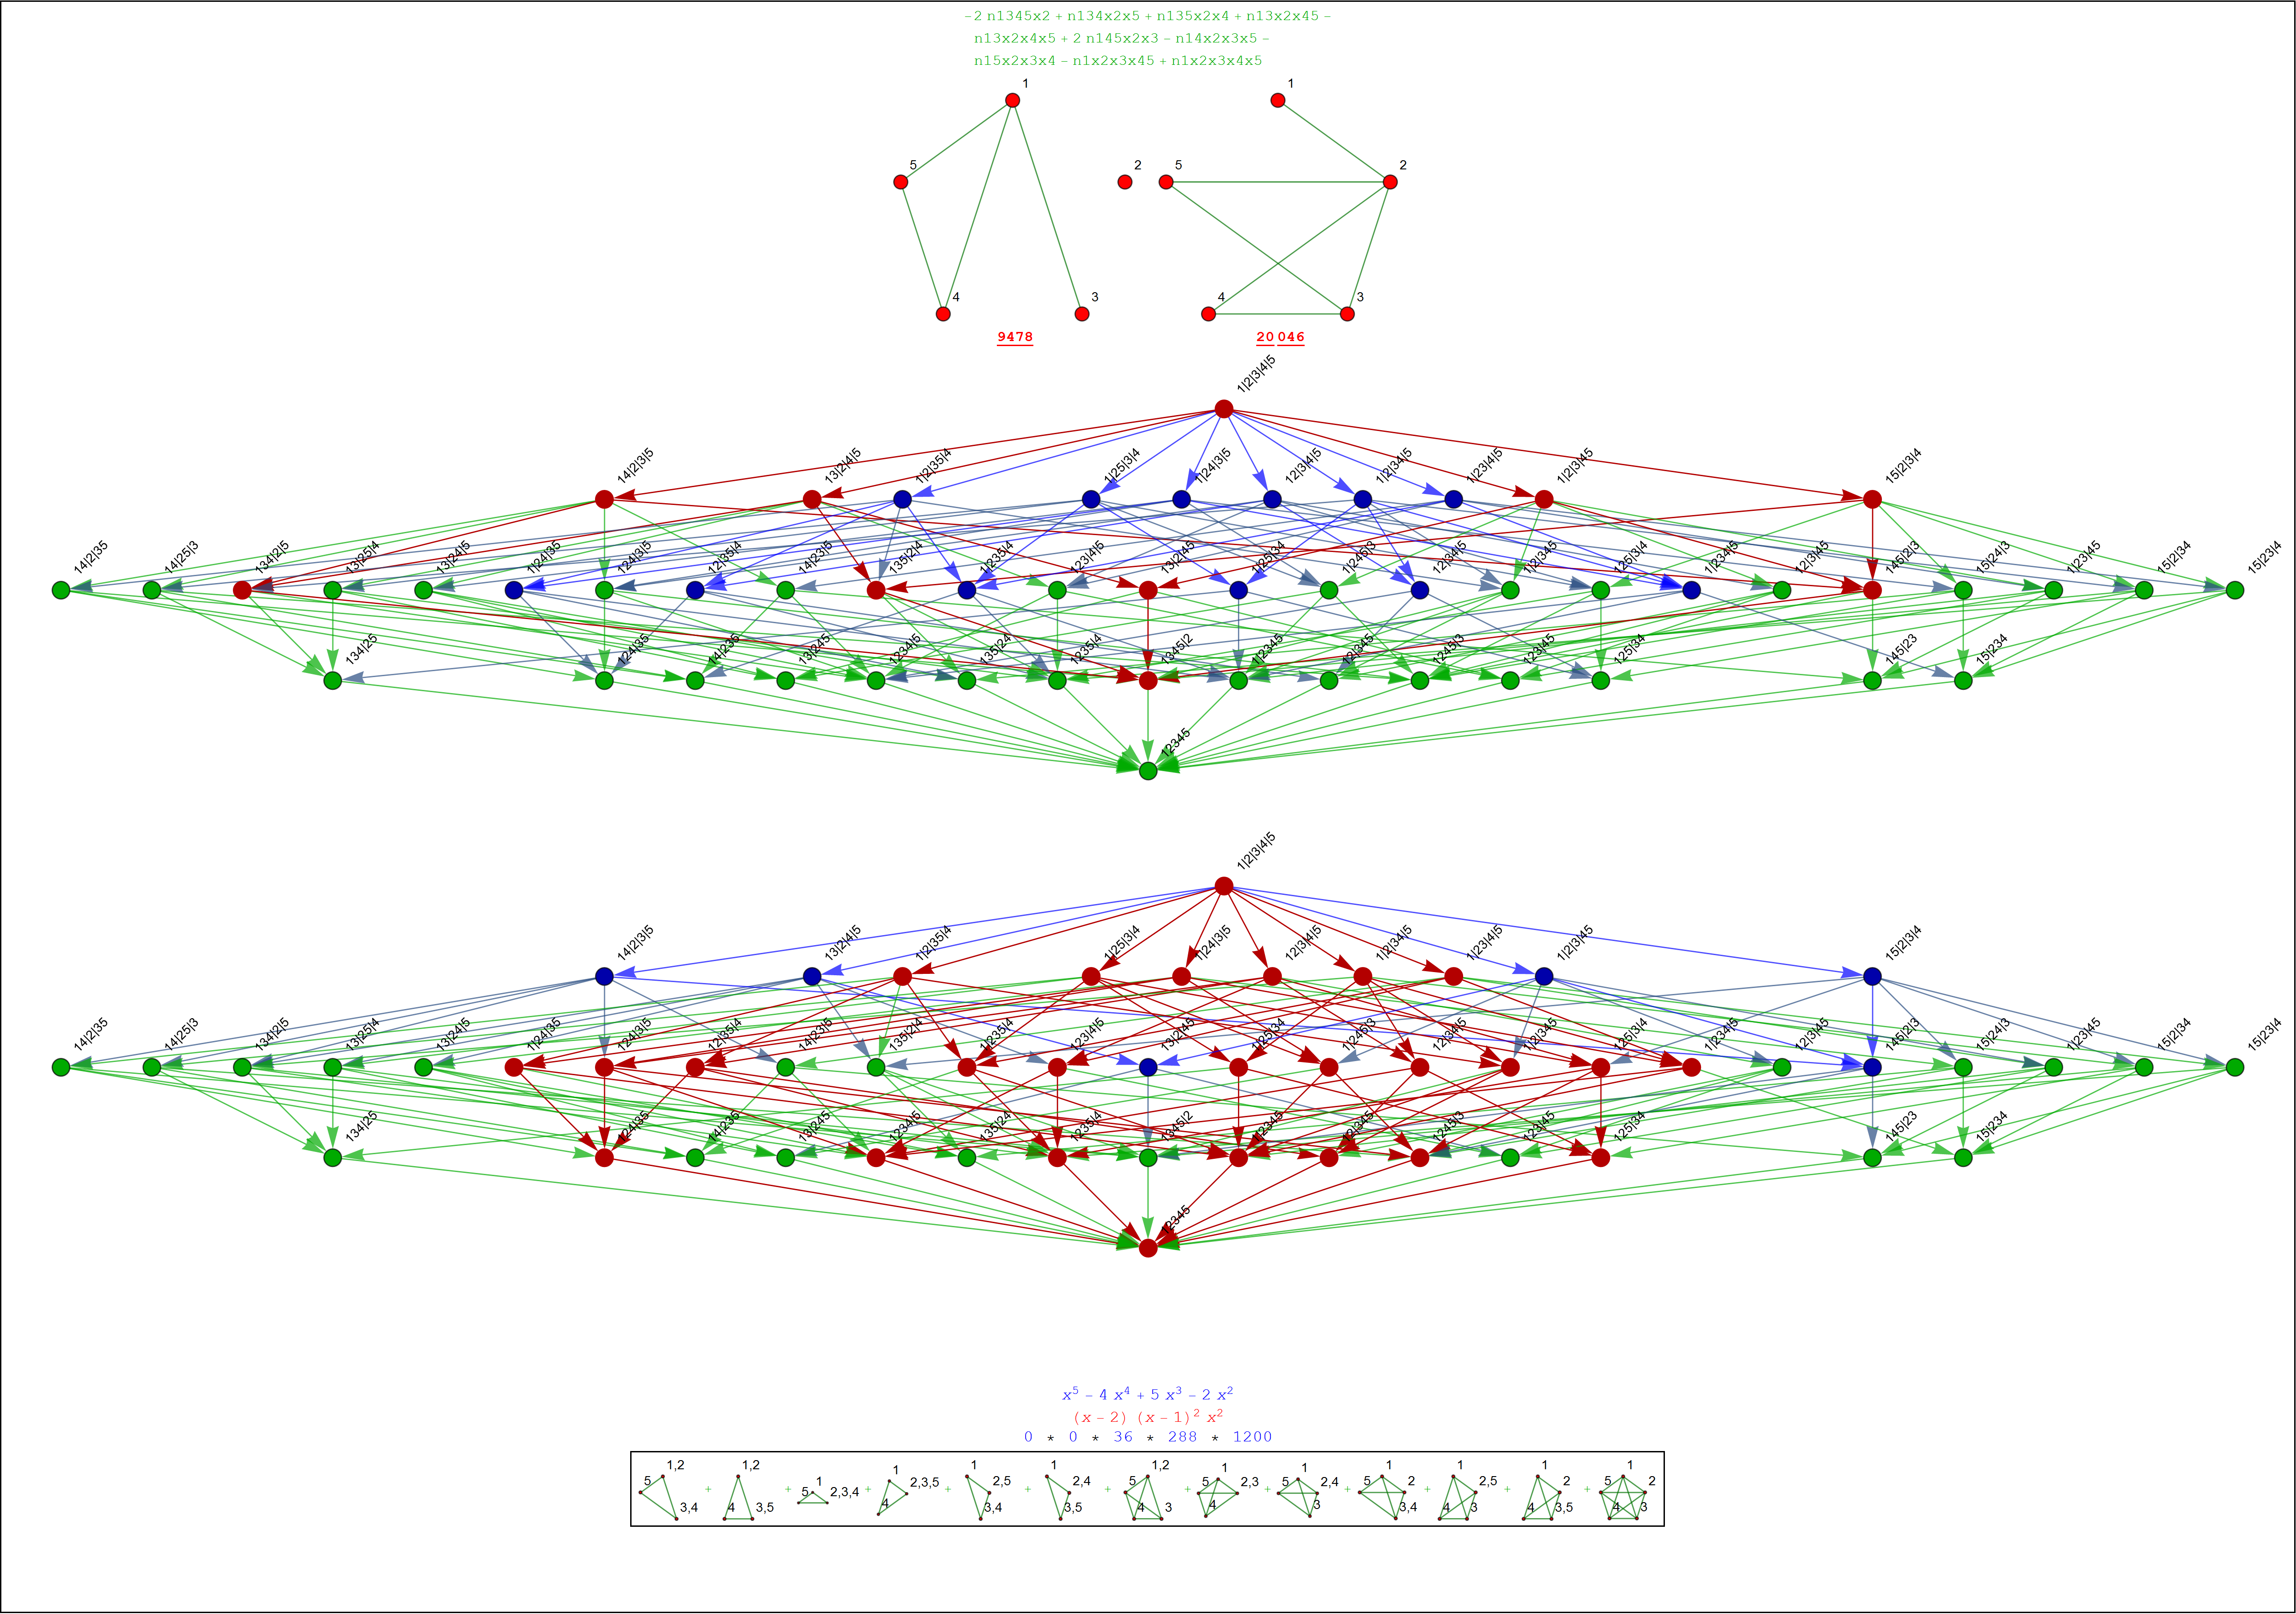 -2 n1345x2 + n134x2x5 + n135x2x4 + n13x2x45 -
n13x2x4x5 + 2 n145x2x3 - n14x2x3x5 -
n15x2x3x4 - n1x2x3x45 + n1x2x3x4x5
1 1
5 2 5 2
4 3 4 3
9478 20 046
1|2|3|4|5
14|2|3|5 13|2|4|5 1|2|35|4 1|25|3|4 1|24|3|5 12|3|4|5 1|2|34|5 1|23|4|5 1|2|3|45 15|2|3|4
14|2|35 14|25|3 134|2|5 13|25|4 13|24|5 1|24|35 124|3|5 12|35|4 14|23|5 135|2|4 1|235|4 123|4|5 13|2|45 1|25|34 1|245|3 12|34|5 1|2|345 125|3|4 1|234|5 12|3|45 145|2|3 15|24|3 1|23|45 15|2|34 15|23|4
134|25 124|35 14|235 13|245 1234|5 135|24 1235|4 1345|2 1|2345 12|345 1245|3 123|45 125|34 145|23 15|234
12345
1|2|3|4|5
14|2|3|5 13|2|4|5 1|2|35|4 1|25|3|4 1|24|3|5 12|3|4|5 1|2|34|5 1|23|4|5 1|2|3|45 15|2|3|4
14|2|35 14|25|3 134|2|5 13|25|4 13|24|5 1|24|35 124|3|5 12|35|4 14|23|5 135|2|4 1|235|4 123|4|5 13|2|45 1|25|34 1|245|3 12|34|5 1|2|345 125|3|4 1|234|5 12|3|45 145|2|3 15|24|3 1|23|45 15|2|34 15|23|4
134|25 124|35 14|235 13|245 1234|5 135|24 1235|4 1345|2 1|2345 12|345 1245|3 123|45 125|34 145|23 15|234
12345
x⁵ - 4 x⁴ + 5 x³ - 2 x²
(x - 2) (x - 1)² x²
0 * 0 * 36 * 288 * 1200
5 1,2 3,4 + 1,2 4 3,5 + 1 5 2,3,4 + 1 2,3,5 4 + 1 2,5 3,4 + 1 2,4 3,5 + 1,2 5 4 3 + 1 5 2,3 4 + 1 5 2,4 3 + 1 5 2 3,4 + 1 2,5 4 3 + 1 2 4 3,5 + 1 5 2 4 3